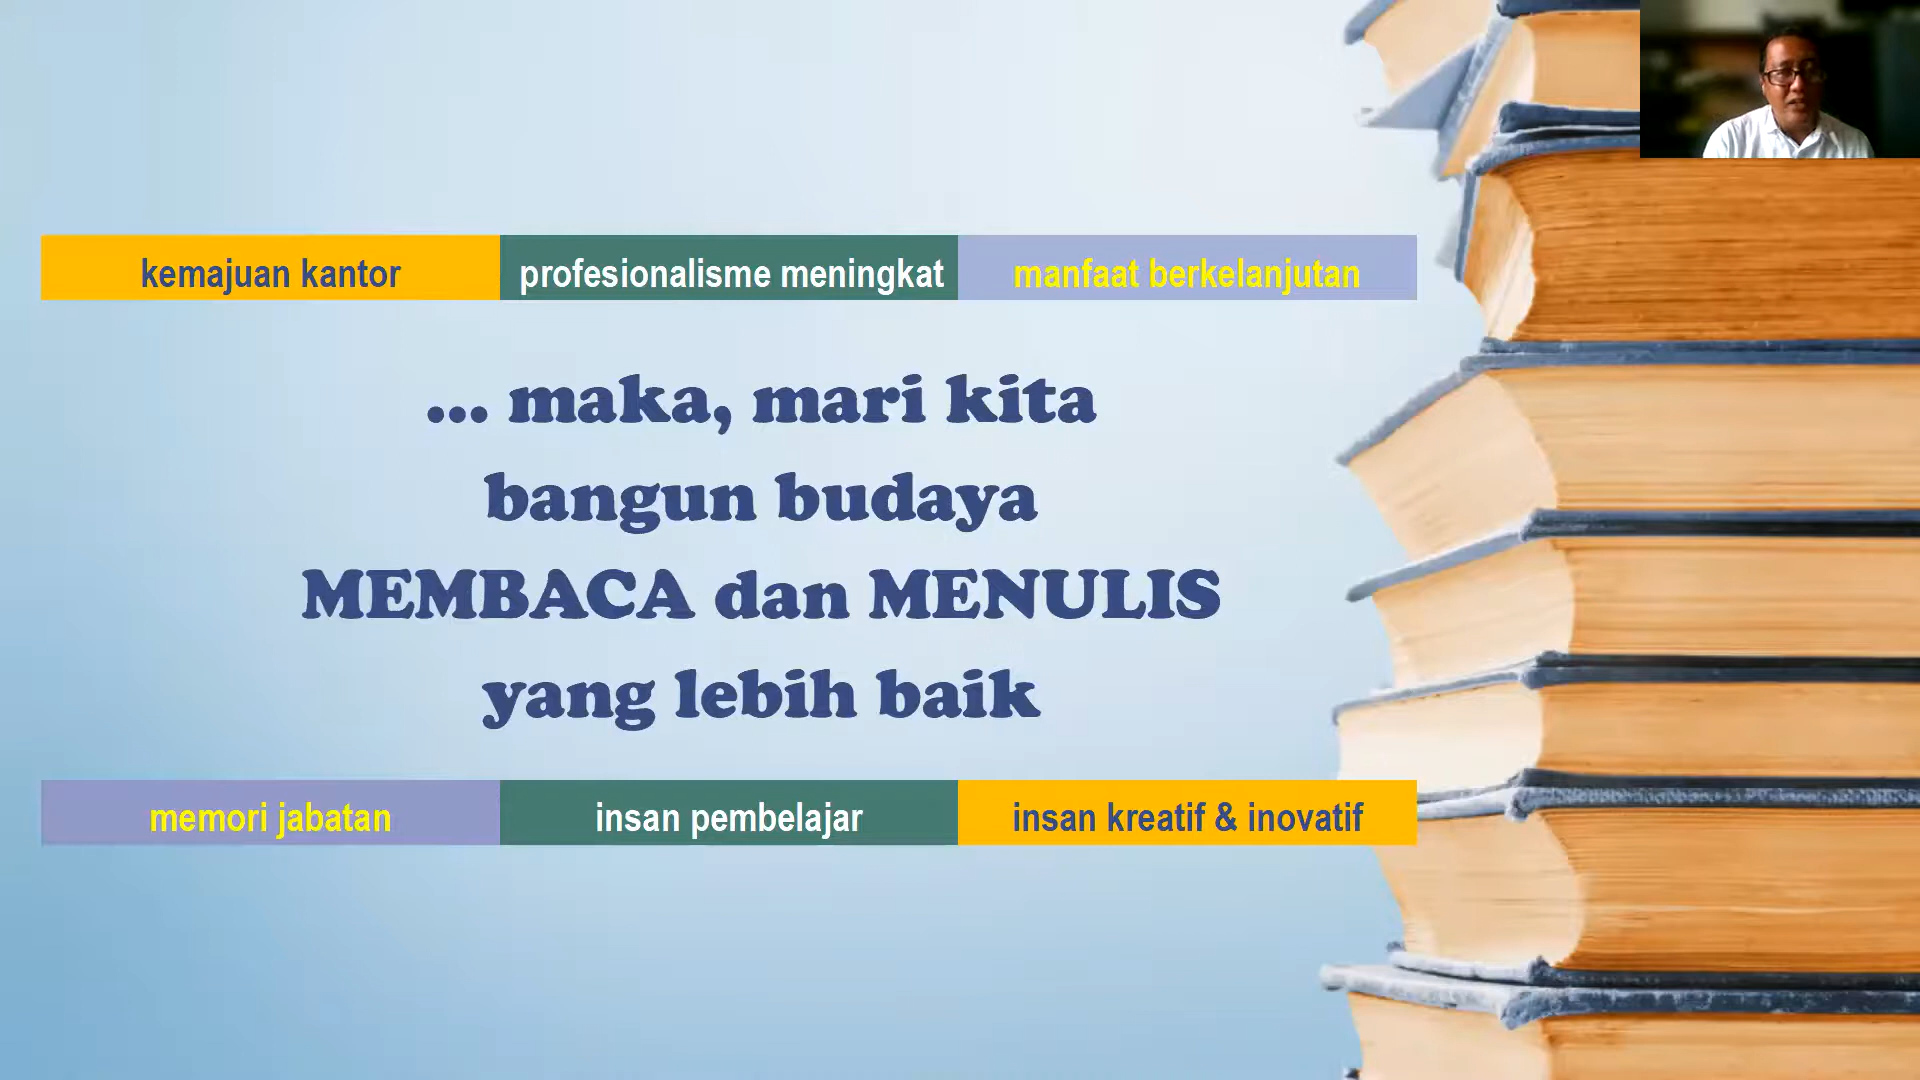 kemajuan kantor
profesionalisme meningkat
manfaat berkelanjutan
... maka, mari kita
bangun budaya
MEMBACA dan MENULIS
yang lebih baik
memori jabatan
insan pembelajar
insan kreatif & inovatif